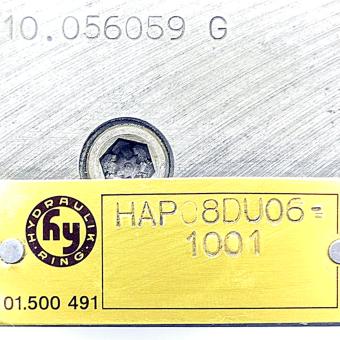 10.056059 G
HYDRAULIK RING
hy
HAP08DU06-
1001
01.500 491